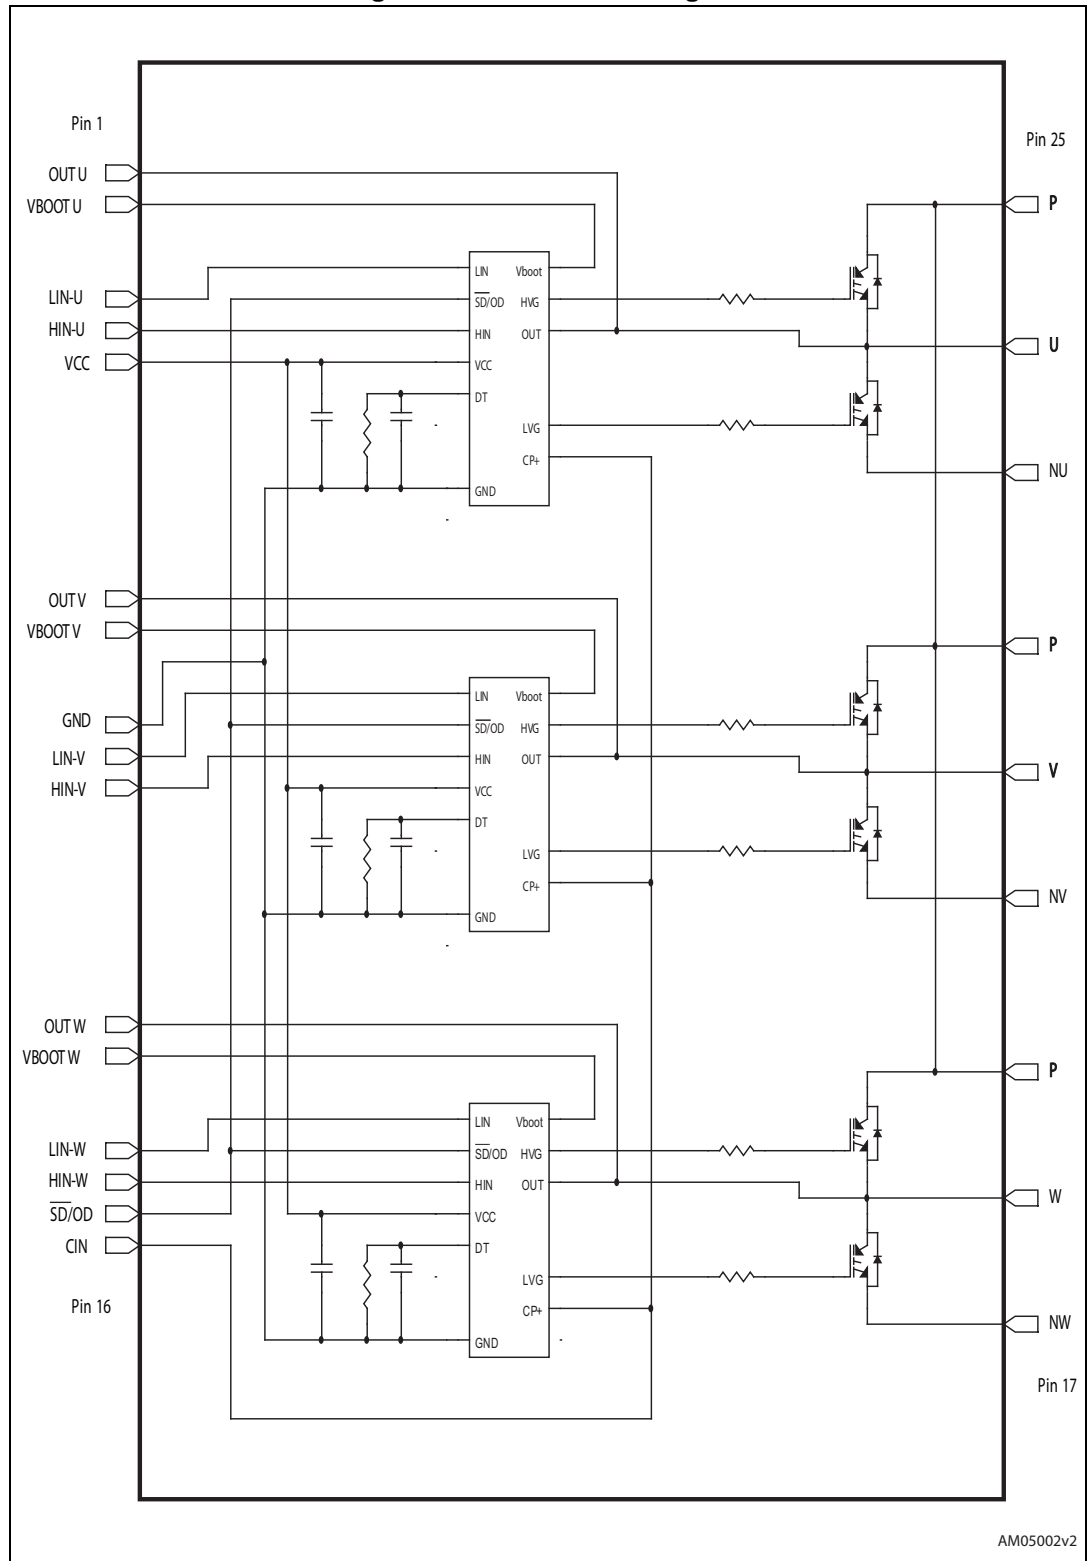 Pin 1
Pin 25
OUT U
VBOOT U
P
LIN Vboot
LIN-U
SD/OD HVG
HIN-U
HIN OUT
U
VCC
VCC
DT
LVG
CP+
NU
GND
OUT V
VBOOT V
P
LIN Vboot
GND
SD/OD HVG
LIN-V
HIN OUT
V
HIN-V
VCC
DT
LVG
CP+
NV
GND
OUT W
VBOOT W
P
LIN Vboot
LIN-W
SD/OD HVG
HIN-W
HIN OUT
W
SD/OD
VCC
CIN
DT
LVG
Pin 16
CP+
NW
GND
Pin 17
AM05002v2